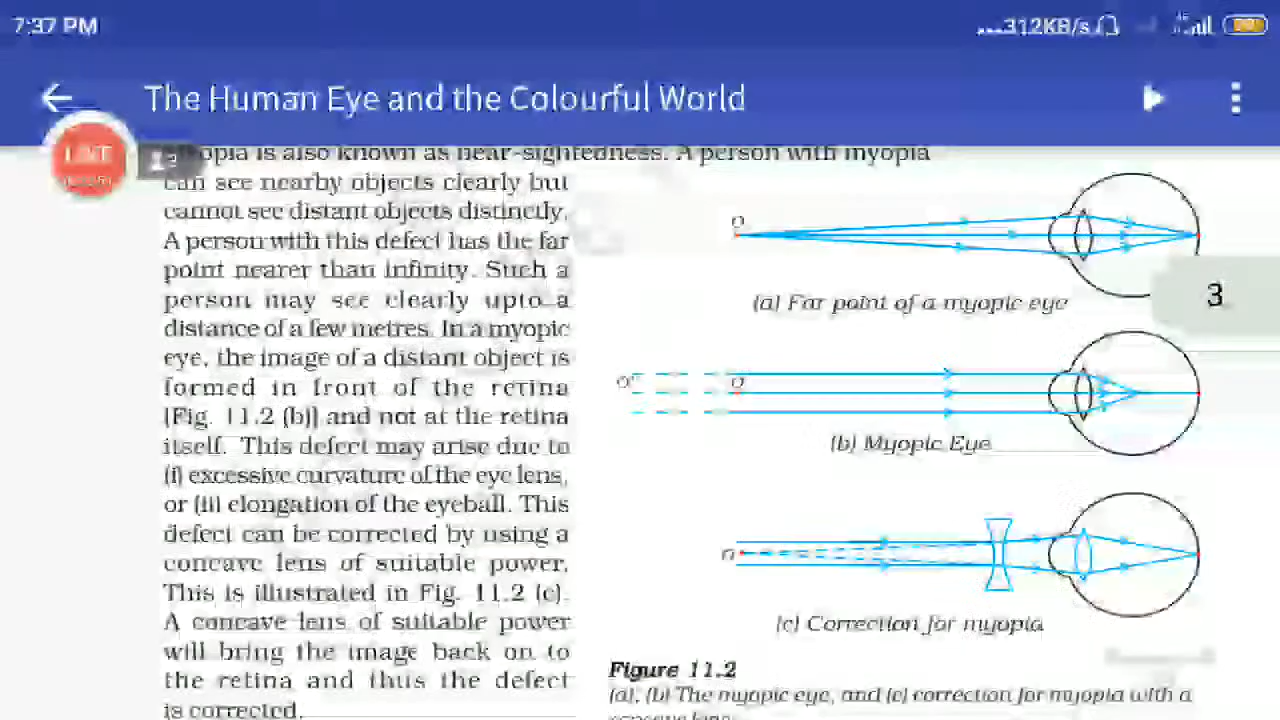 7:37 PM
...312KB/s
The Human Eye and the Colourful World
LIVE
3
opia is also known as near-sightedness. A person with myopia
can see nearby objects clearly but
cannot see distant objects distinctly.
A person with this defect has the far
point nearer than infinity. Such a
person may see clearly upto a
distance of a few metres. In a myopic
eye, the image of a distant object is
formed in front of the retina
[Fig. 11.2 (b)] and not at the retina
itself. This defect may arise due to
(i) excessive curvature of the eye lens,
or (ii) elongation of the eyeball. This
defect can be corrected by using a
concave lens of suitable power.
This is illustrated in Fig. 11.2 (c).
A concave lens of suitable power
will bring the image back on to
the retina and thus the defect
is corrected.
O
(a) Far point of a myopic eye
3
O
(b) Myopic Eye
O
(c) Correction for myopia
Figure 11.2
(a), (b) The myopic eye, and (c) correction for myopia with a
concave lens